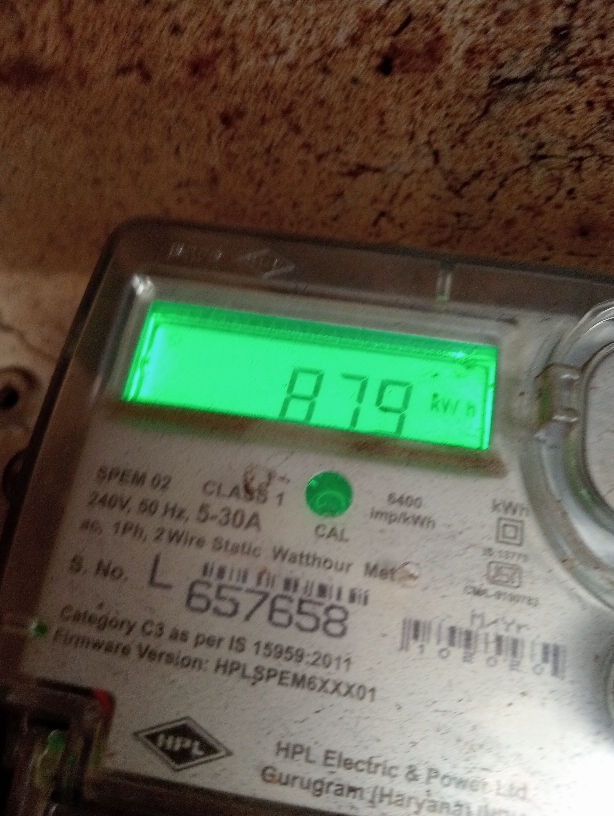 879 kWh
SPEM 02 CLASS 1 6400 kWh
240V, 50 Hz, 5-30A CAL imp/kWh
ac, 1Ph, 2Wire Static Watthour Meter
S. No. L 657658
Category C3 as per IS 15959:2011
Firmware Version: HPLSPEM6XXX01
HPL
HPL Electric & Power Ltd
Gurugram (Haryana)